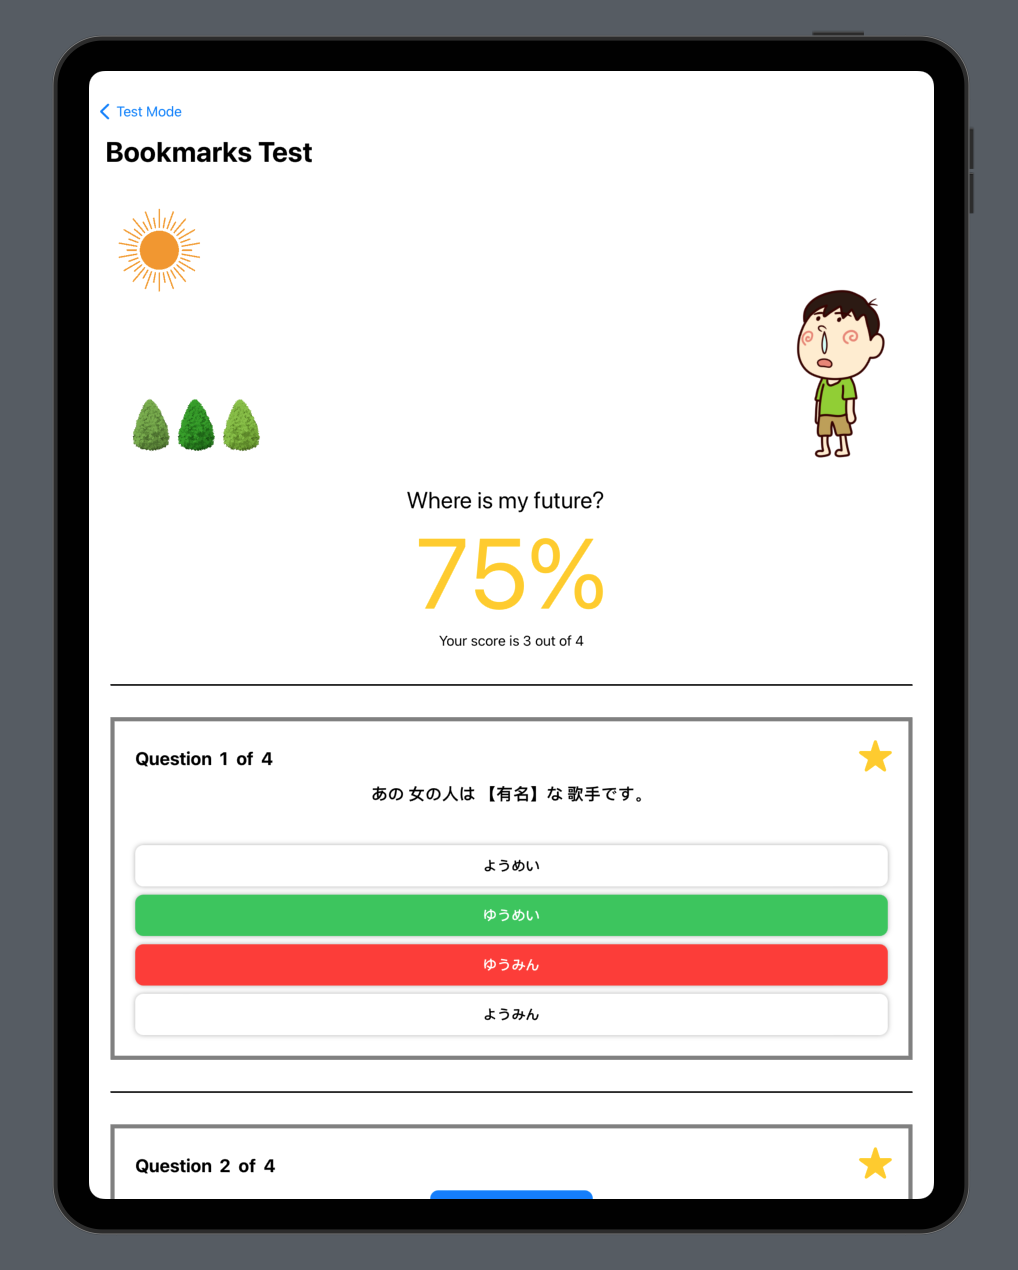 Test Mode
Bookmarks Test
Where is my future?
75%
Your score is 3 out of 4
Question 1 of 4
あの 女の人は 【有名】な 歌手です。
ようめい
ゆうめい
ゆうみん
ようみん
Question 2 of 4